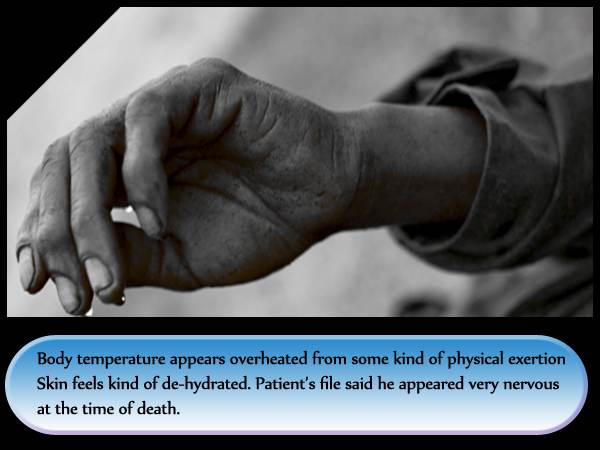 Body temperature appears overheated from some kind of physical exertion
Skin feels kind of de-hydrated. Patient's file said he appeared very nervous
at the time of death.